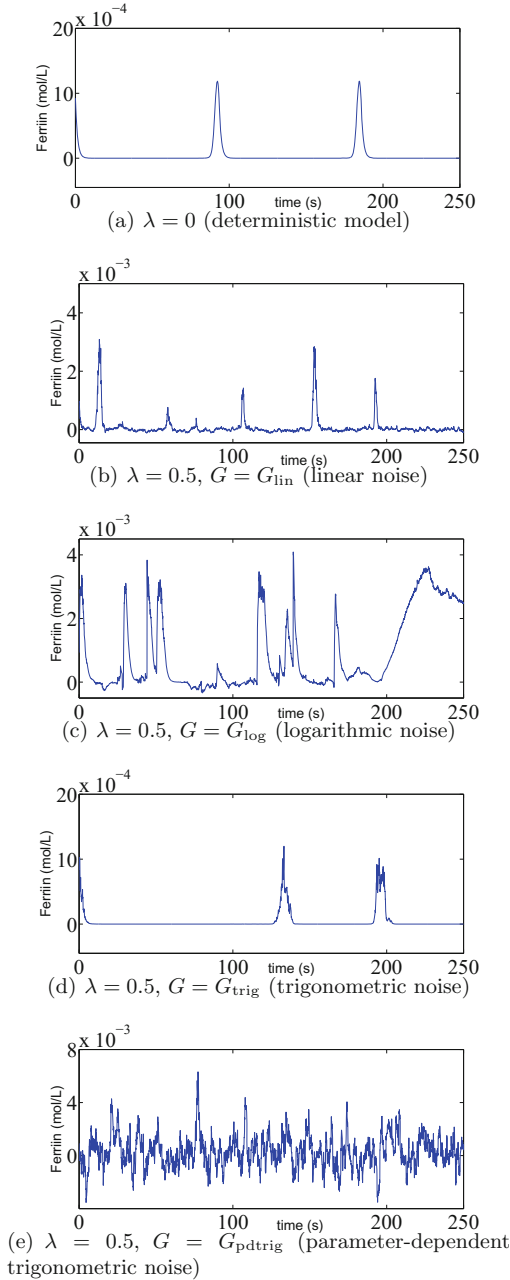 x 10⁻⁴
20
10
0
Ferriin (mol/L)
0 100 200 250
time (s)
(a) λ = 0 (deterministic model)
x 10⁻³
4
2
0
Ferriin (mol/L)
0 100 200 250
time (s)
(b) λ = 0.5, G = G_lin (linear noise)
x 10⁻³
4
2
0
Ferriin (mol/L)
0 100 200 250
time (s)
(c) λ = 0.5, G = G_log (logarithmic noise)
x 10⁻⁴
20
10
0
Ferriin (mol/L)
0 100 200 250
time (s)
(d) λ = 0.5, G = G_trig (trigonometric noise)
x 10⁻³
8
4
0
Ferriin (mol/L)
0 100 200 250
time (s)
(e) λ = 0.5, G = G_pdtrig (parameter-dependent
trigonometric noise)